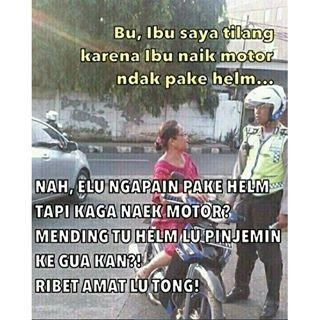 Bu, Ibu saya tilang
karena Ibu naik motor
ndak pake helm...
NAH, ELU NGAPAIN PAKE HELM
TAPI KAGA NAEK MOTOR?
MENDING TU HELM LU PINJEMIN
KE GUA KAN?!
RIBET AMAT LU TONG!